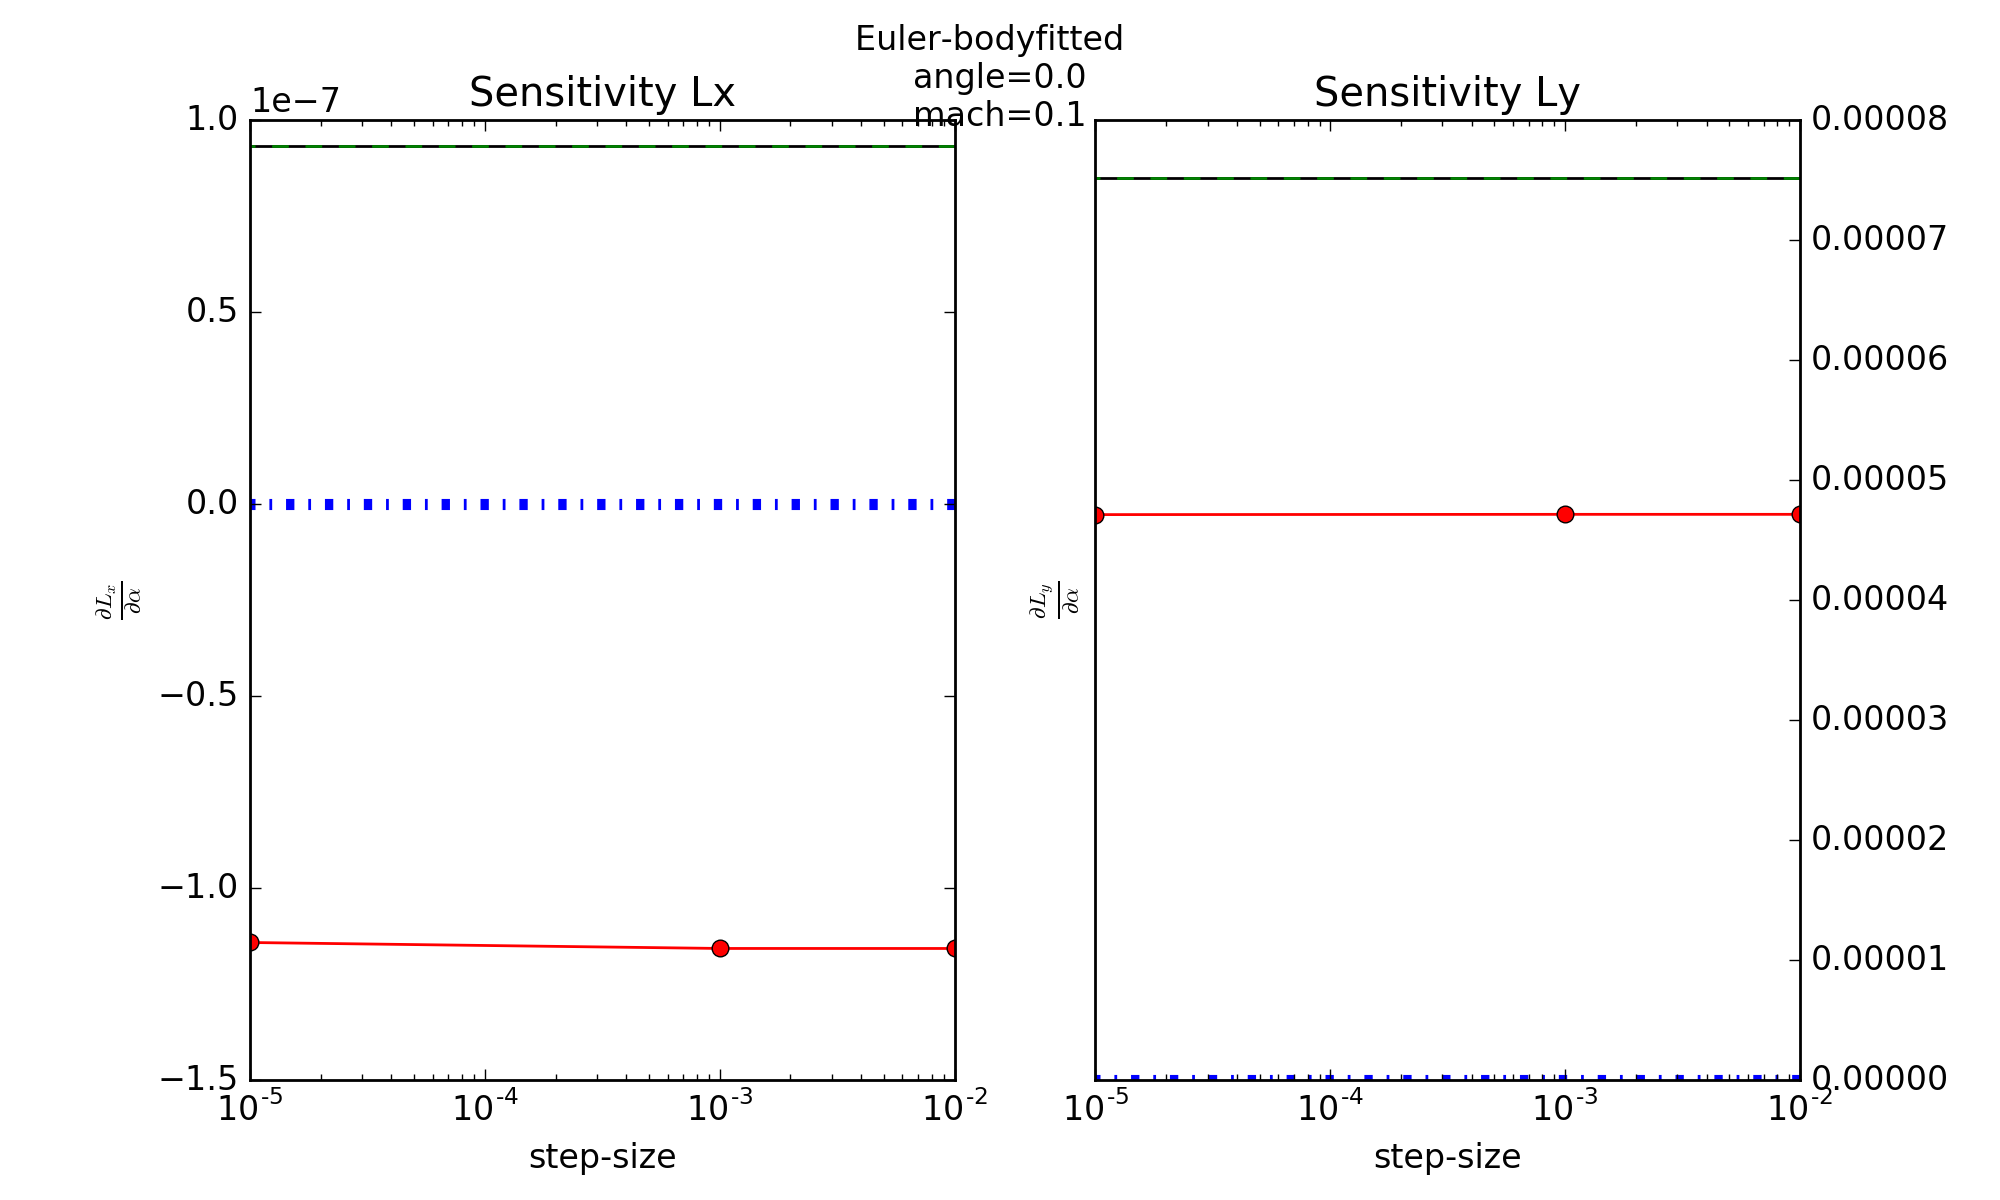 Euler-bodyfitted
angle=0.0
mach=0.1
Sensitivity Lx
1e−7
1.0
0.5
0.0
−0.5
−1.0
−1.5
∂Lₓ/∂α
10⁻⁵ 10⁻⁴ 10⁻³ 10⁻²
step-size
Sensitivity Ly
0.00008
0.00007
0.00006
0.00005
0.00004
0.00003
0.00002
0.00001
0.00000
∂L_y/∂α
10⁻⁵ 10⁻⁴ 10⁻³ 10⁻²
step-size